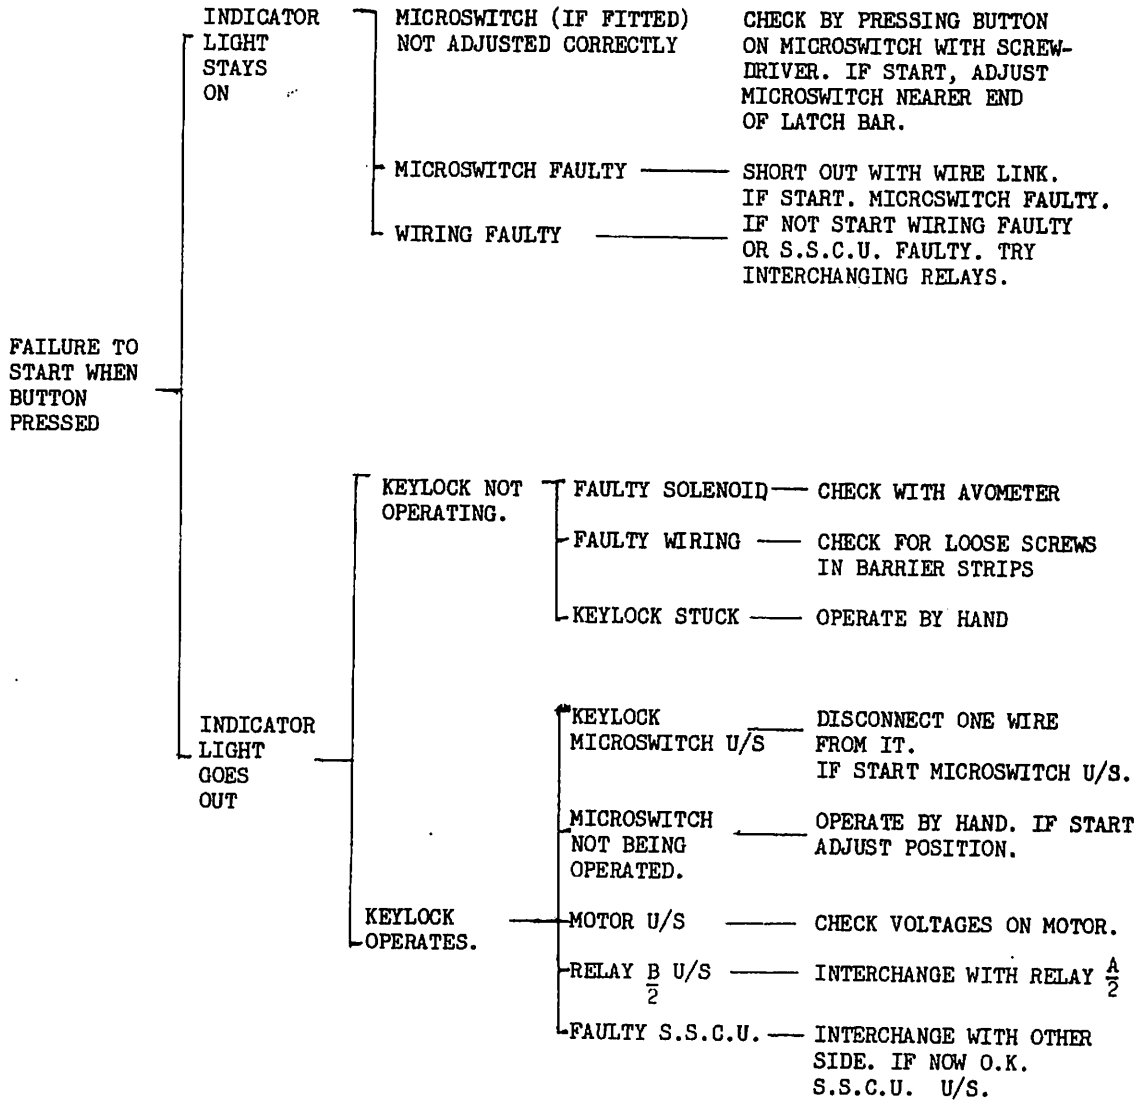 INDICATOR
LIGHT
STAYS
ON
MICROSWITCH (IF FITTED)
NOT ADJUSTED CORRECTLY
CHECK BY PRESSING BUTTON
ON MICROSWITCH WITH SCREW-
DRIVER. IF START, ADJUST
MICROSWITCH NEARER END
OF LATCH BAR.
MICROSWITCH FAULTY
SHORT OUT WITH WIRE LINK.
IF START. MICROSWITCH FAULTY.
WIRING FAULTY
IF NOT START WIRING FAULTY
OR S.S.C.U. FAULTY. TRY
INTERCHANGING RELAYS.
FAILURE TO
START WHEN
BUTTON
PRESSED
KEYLOCK NOT
OPERATING.
FAULTY SOLENOID
CHECK WITH AVOMETER
FAULTY WIRING
CHECK FOR LOOSE SCREWS
IN BARRIER STRIPS
KEYLOCK STUCK
OPERATE BY HAND
INDICATOR
LIGHT
GOES
OUT
KEYLOCK
MICROSWITCH U/S
DISCONNECT ONE WIRE
FROM IT.
IF START MICROSWITCH U/S.
MICROSWITCH
NOT BEING
OPERATED.
OPERATE BY HAND. IF START
ADJUST POSITION.
KEYLOCK
OPERATES.
MOTOR U/S
CHECK VOLTAGES ON MOTOR.
RELAY B/2 U/S
INTERCHANGE WITH RELAY A/2
FAULTY S.S.C.U.
INTERCHANGE WITH OTHER
SIDE. IF NOW O.K.
S.S.C.U. U/S.